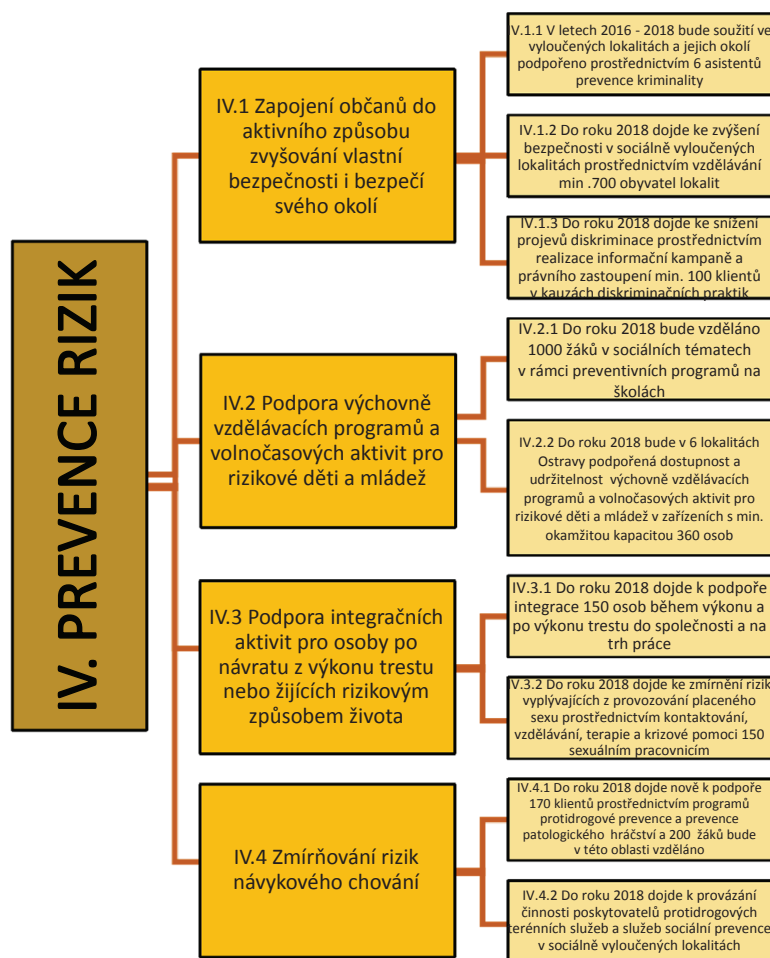 IV. PREVENCE RIZIK
IV.1 Zapojení občanů do
aktivního způsobu
zvyšování vlastní
bezpečnosti i bezpečí
svého okolí
IV.1.1 V letech 2016 - 2018 bude soužití ve
vyloučených lokalitách a jejich okolí
podpořeno prostřednictvím 6 asistentů
prevence kriminality
IV.1.2 Do roku 2018 dojde ke zvýšení
bezpečnosti v sociálně vyloučených
lokalitách prostřednictvím vzdělávání
min .700 obyvatel lokalit
IV.1.3 Do roku 2018 dojde ke snížení
projevů diskriminace prostřednictvím
realizace informační kampaně a
právního zastoupení min. 100 klientů
v kauzách diskriminačních praktik
IV.2 Podpora výchovně
vzdělávacích programů a
volnočasových aktivit pro
rizikové děti a mládež
IV.2.1 Do roku 2018 bude vzděláno
1000 žáků v sociálních tématech
v rámci preventivních programů na
školách
IV.2.2 Do roku 2018 bude v 6 lokalitách
Ostravy podpořená dostupnost a
udržitelnost výchovně vzdělávacích
programů a volnočasových aktivit pro
rizikové děti a mládež v zařízeních s min.
okamžitou kapacitou 360 osob
IV.3 Podpora integračních
aktivit pro osoby po
návratu z výkonu trestu
nebo žijících rizikovým
způsobem života
IV.3.1 Do roku 2018 dojde k podpoře
integrace 150 osob během výkonu a
po výkonu trestu do společnosti a na
trh práce
IV.3.2 Do roku 2018 dojde ke zmírnění rizik
vyplývajících z provozování placeného
sexu prostřednictvím kontaktování,
vzdělávání, terapie a krizové pomoci 150
sexuálním pracovnicím
IV.4 Zmírňování rizik
návykového chování
IV.4.1 Do roku 2018 dojde nově k podpoře
170 klientů prostřednictvím programů
protidrogové prevence a prevence
patologického hráčství a 200 žáků bude
v této oblasti vzděláno
IV.4.2 Do roku 2018 dojde k provázání
činnosti poskytovatelů protidrogových
terénních služeb a služeb sociální prevence
v sociálně vyloučených lokalitách